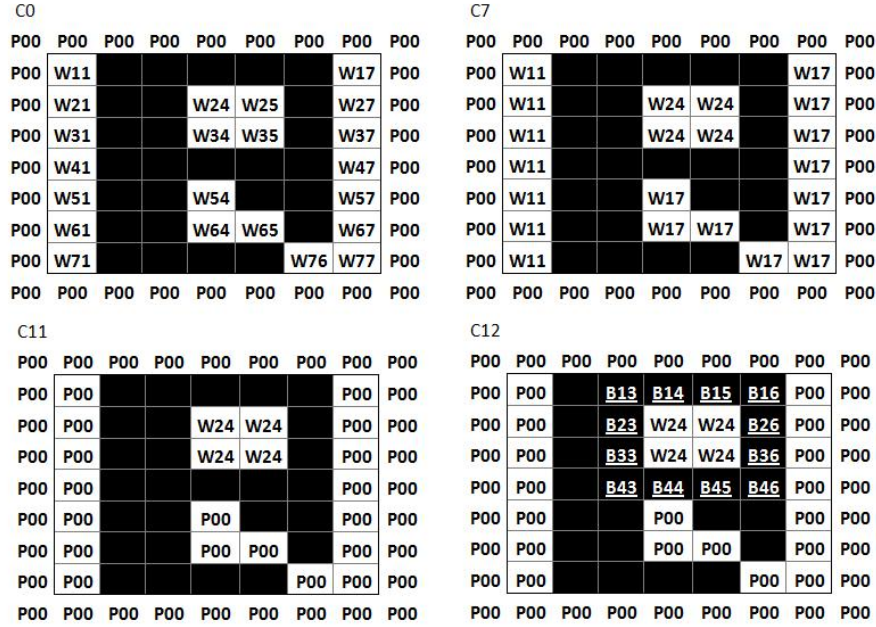 C0 C7
P00 P00 P00 P00 P00 P00 P00 P00 P00 P00 P00 P00 P00 P00 P00 P00 P00 P00
P00 W11 W17 P00 P00 W11 W17 P00
P00 W21 W24 W25 W27 P00 P00 W11 W24 W24 W17 P00
P00 W31 W34 W35 W37 P00 P00 W11 W24 W24 W17 P00
P00 W41 W47 P00 P00 W11 W17 P00
P00 W51 W54 W57 P00 P00 W11 W17 W17 P00
P00 W61 W64 W65 W67 P00 P00 W11 W17 W17 W17 P00
P00 W71 W76 W77 P00 P00 W11 W17 W17 P00
P00 P00 P00 P00 P00 P00 P00 P00 P00 P00 P00 P00 P00 P00 P00 P00 P00 P00
C11 C12
P00 P00 P00 P00 P00 P00 P00 P00 P00 P00 P00 P00 P00 P00 P00 P00 P00 P00
P00 P00 P00 P00 P00 P00 B13 B14 B15 B16 P00 P00
P00 P00 W24 W24 P00 P00 P00 P00 B23 W24 W24 B26 P00 P00
P00 P00 W24 W24 P00 P00 P00 P00 B33 W24 W24 B36 P00 P00
P00 P00 P00 P00 P00 P00 B43 B44 B45 B46 P00 P00
P00 P00 P00 P00 P00 P00 P00 P00 P00 P00
P00 P00 P00 P00 P00 P00 P00 P00 P00 P00 P00 P00
P00 P00 P00 P00 P00 P00 P00 P00 P00 P00
P00 P00 P00 P00 P00 P00 P00 P00 P00 P00 P00 P00 P00 P00 P00 P00 P00 P00